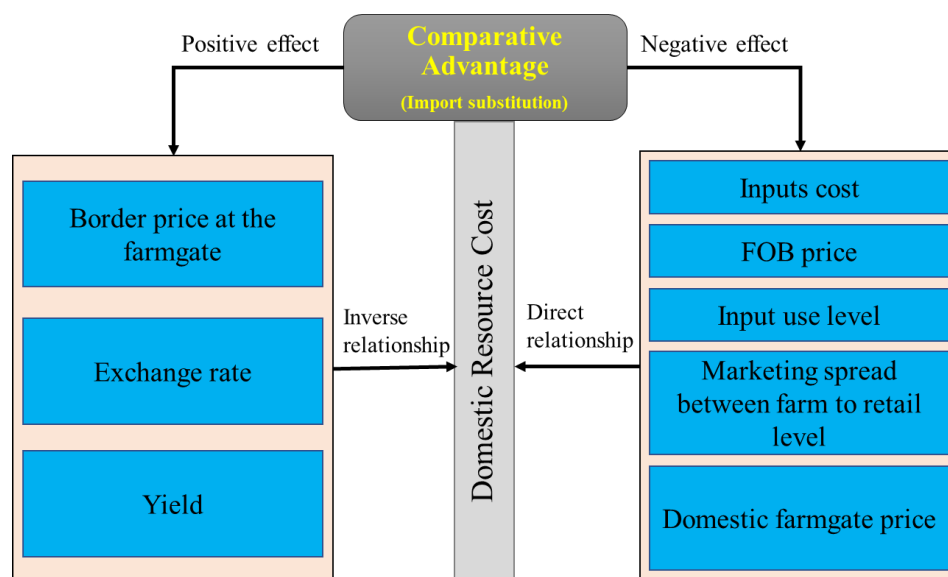 Positive effect
Comparative
Advantage
(Import substitution)
Negative effect
Border price at the
farmgate
Exchange rate
Yield
Inverse
relationship
Domestic Resource Cost
Direct
relationship
Inputs cost
FOB price
Input use level
Marketing spread
between farm to retail
level
Domestic farmgate price